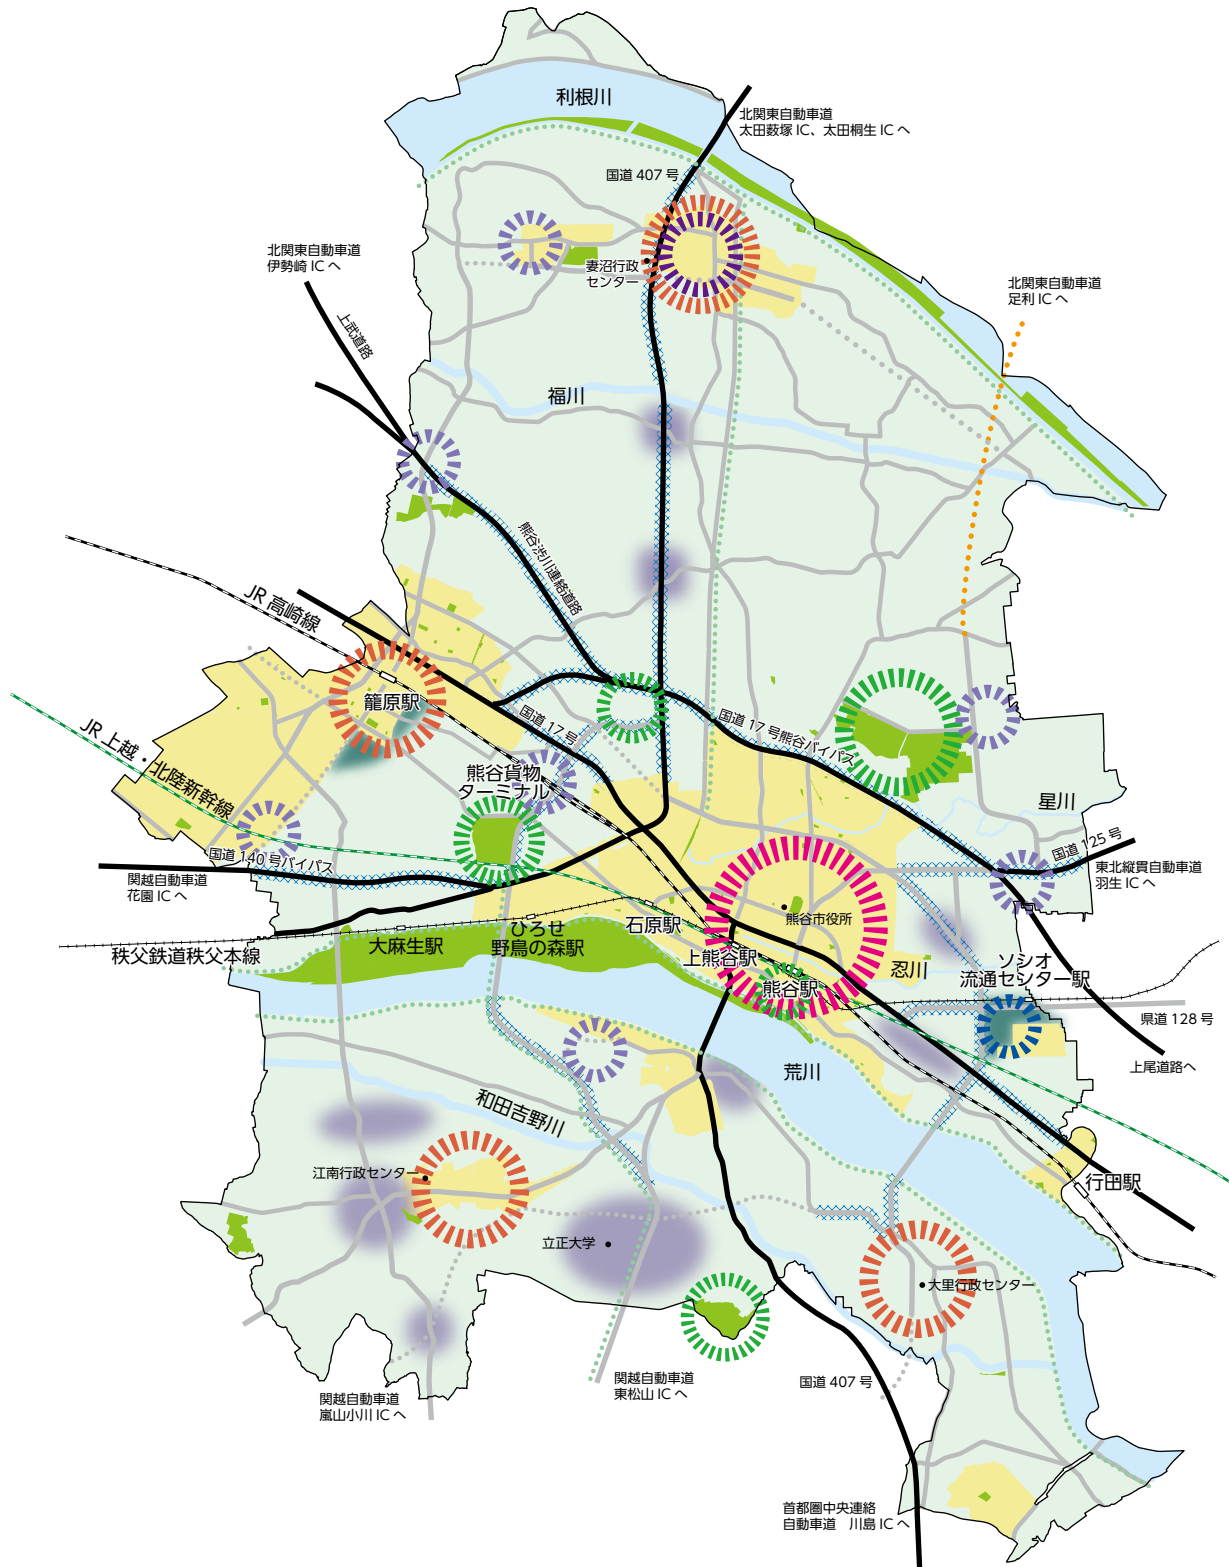 利根川
北関東自動車道
太田薮塚 IC、太田桐生 IC へ
国道 407 号
北関東自動車道
伊勢崎 IC へ
妻沼行政
センター
北関東自動車道
足利 IC へ
上武道路
福川
熊谷渋川連絡道路
JR 高崎線
籠原駅
国道 17 号
国道 17 号熊谷バイパス
JR 上越・北陸新幹線
熊谷貨物
ターミナル
星川
国道 140 号バイパス
国道 125 号
関越自動車道
花園 IC へ
東北縦貫自動車道
羽生 IC へ
熊谷市役所
石原駅
ひろせ
野鳥の森駅
大麻生駅
秩父鉄道秩父本線
上熊谷駅
熊谷駅
忍川
ソシオ
流通センター駅
県道 128 号
上尾道路へ
荒川
和田吉野川
江南行政センター
行田駅
立正大学
大里行政センター
関越自動車道
嵐山小川 IC へ
関越自動車道
東松山 IC へ
国道 407 号
首都圏中央連絡
自動車道　川島 IC へ